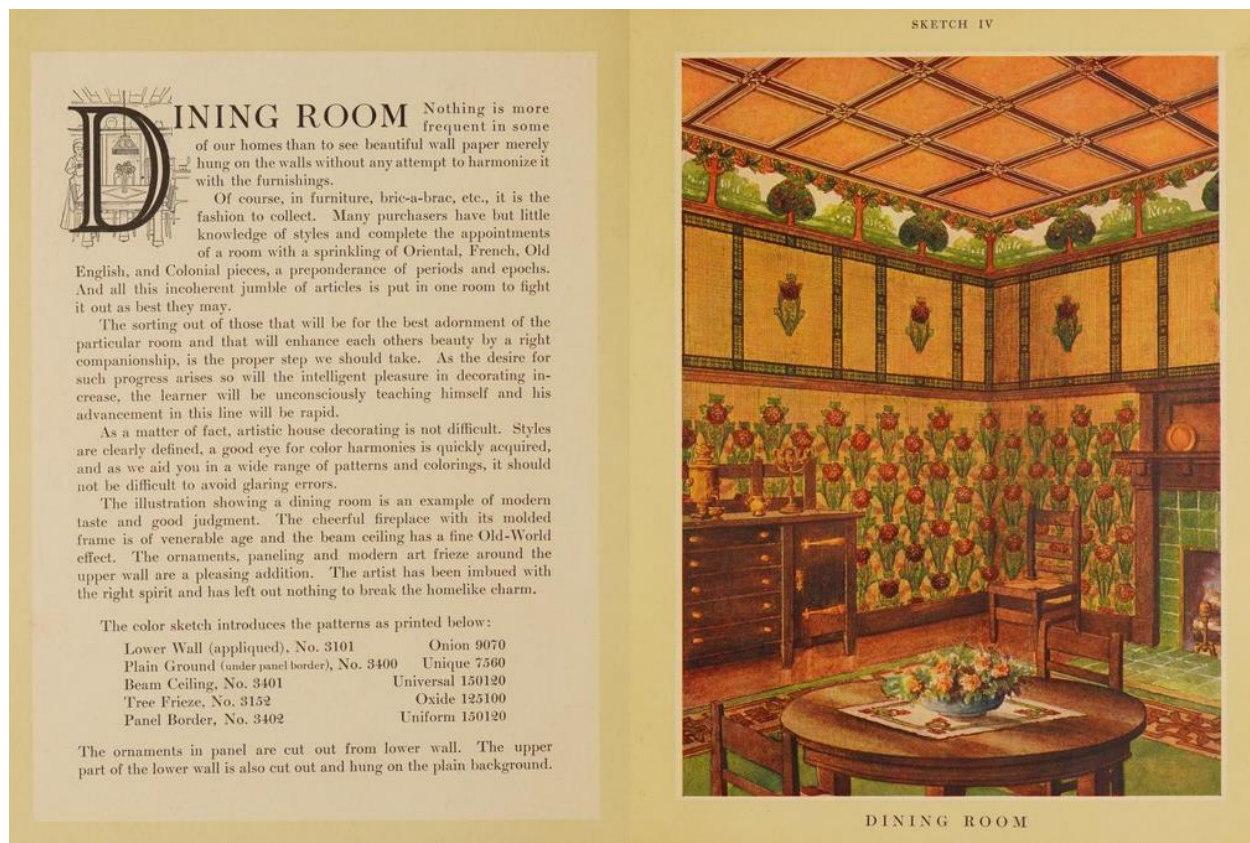 DINING ROOM Nothing is more
frequent in some
of our homes than to see beautiful wall paper merely
hung on the walls without any attempt to harmonize it
with the furnishings.
Of course, in furniture, bric-a-brac, etc., it is the
fashion to collect. Many purchasers have but little
knowledge of styles and complete the appointments
of a room with a sprinkling of Oriental, French, Old
English, and Colonial pieces, a preponderance of periods and epochs.
And all this incoherent jumble of articles is put in one room to fight
it out as best they may.
The sorting out of those that will be for the best adornment of the
particular room and that will enhance each others beauty by a right
companionship, is the proper step we should take. As the desire for
such progress arises so will the intelligent pleasure in decorating in-
crease, the learner will be unconsciously teaching himself and his
advancement in this line will be rapid.
As a matter of fact, artistic house decorating is not difficult. Styles
are clearly defined, a good eye for color harmonies is quickly acquired,
and as we aid you in a wide range of patterns and colorings, it should
not be difficult to avoid glaring errors.
The illustration showing a dining room is an example of modern
taste and good judgment. The cheerful fireplace with its molded
frame is of venerable age and the beam ceiling has a fine Old-World
effect. The ornaments, paneling and modern art frieze around the
upper wall are a pleasing addition. The artist has been imbued with
the right spirit and has left out nothing to break the homelike charm.
The color sketch introduces the patterns as printed below:
Lower Wall (appliqued), No. 3101 Onion 9070
Plain Ground (under panel border), No. 3400 Unique 7560
Beam Ceiling, No. 3401 Universal 150120
Tree Frieze, No. 3152 Oxide 125100
Panel Border, No. 3402 Uniform 150120
The ornaments in panel are cut out from lower wall. The upper
part of the lower wall is also cut out and hung on the plain background.
SKETCH IV
DINING ROOM